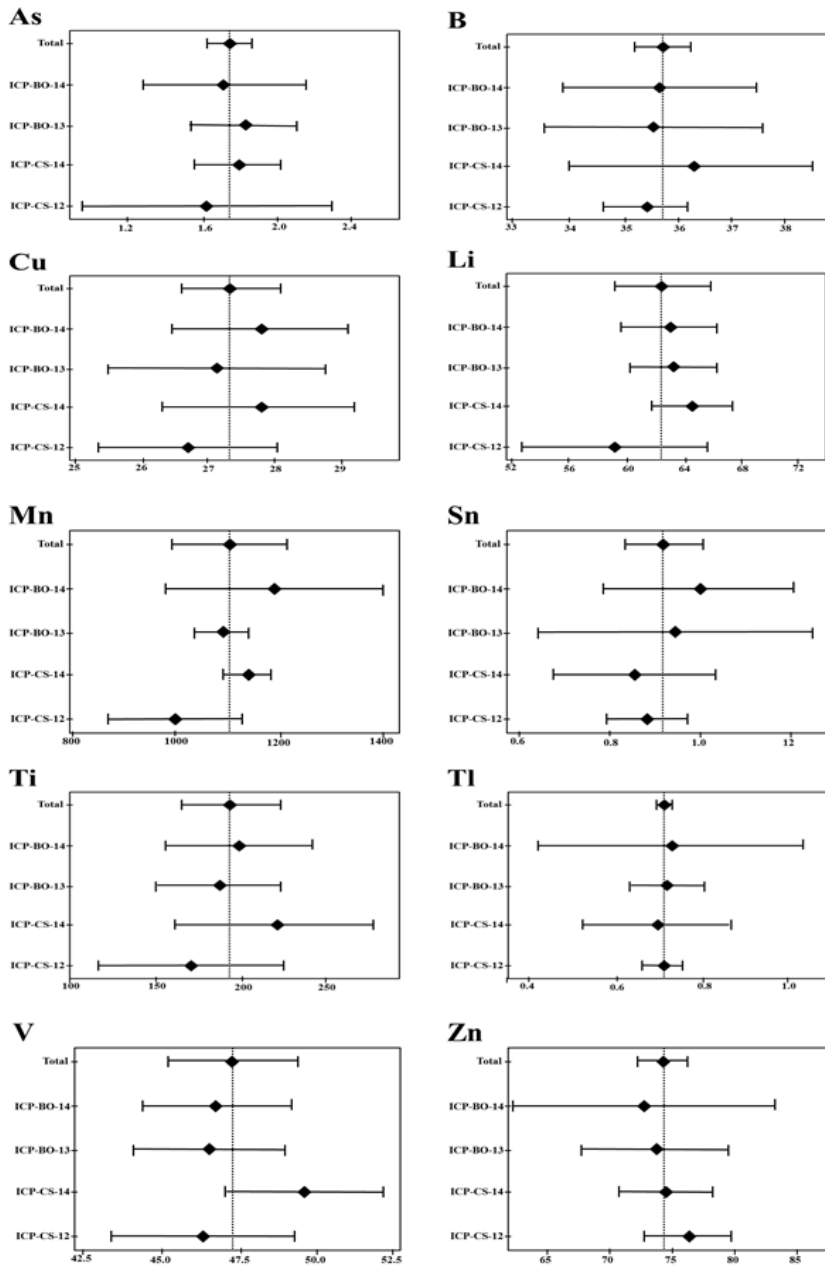 As
Total
ICP-BO-14
ICP-BO-13
ICP-CS-14
ICP-CS-12
1.2 1.6 2.0 2.4
B
Total
ICP-BO-14
ICP-BO-13
ICP-CS-14
ICP-CS-12
33 34 35 36 37 38
Cu
Total
ICP-BO-14
ICP-BO-13
ICP-CS-14
ICP-CS-12
25 26 27 28 29
Li
Total
ICP-BO-14
ICP-BO-13
ICP-CS-14
ICP-CS-12
52 56 60 64 68 72
Mn
Total
ICP-BO-14
ICP-BO-13
ICP-CS-14
ICP-CS-12
800 1000 1200 1400
Sn
Total
ICP-BO-14
ICP-BO-13
ICP-CS-14
ICP-CS-12
0.6 0.8 1.0 12
Ti
Total
ICP-BO-14
ICP-BO-13
ICP-CS-14
ICP-CS-12
100 150 200 250
Tl
Total
ICP-BO-14
ICP-BO-13
ICP-CS-14
ICP-CS-12
0.4 0.6 0.8 1.0
V
Total
ICP-BO-14
ICP-BO-13
ICP-CS-14
ICP-CS-12
42.5 45.0 47.5 50.0 52.5
Zn
Total
ICP-BO-14
ICP-BO-13
ICP-CS-14
ICP-CS-12
65 70 75 80 85